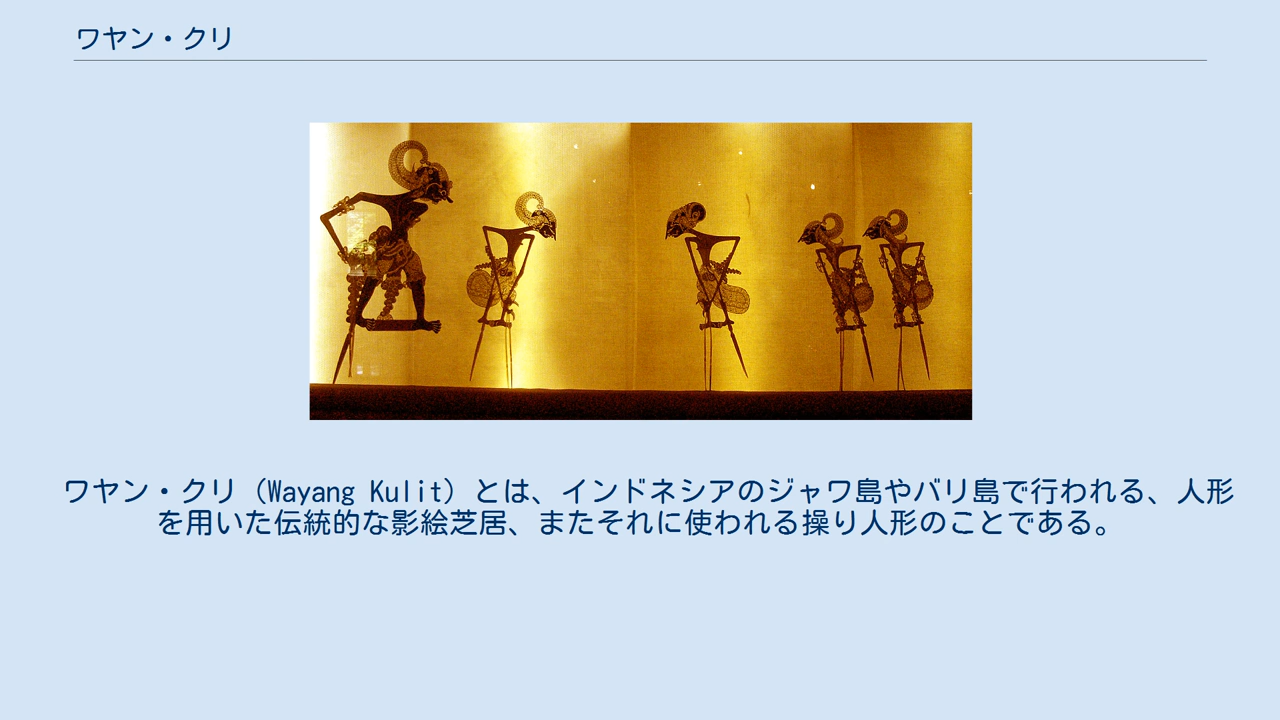 ワヤン・クリ
ワヤン・クリ（Wayang Kulit）とは、インドネシアのジャワ島やバリ島で行われる、人形
を用いた伝統的な影絵芝居、またそれに使われる操り人形のことである。